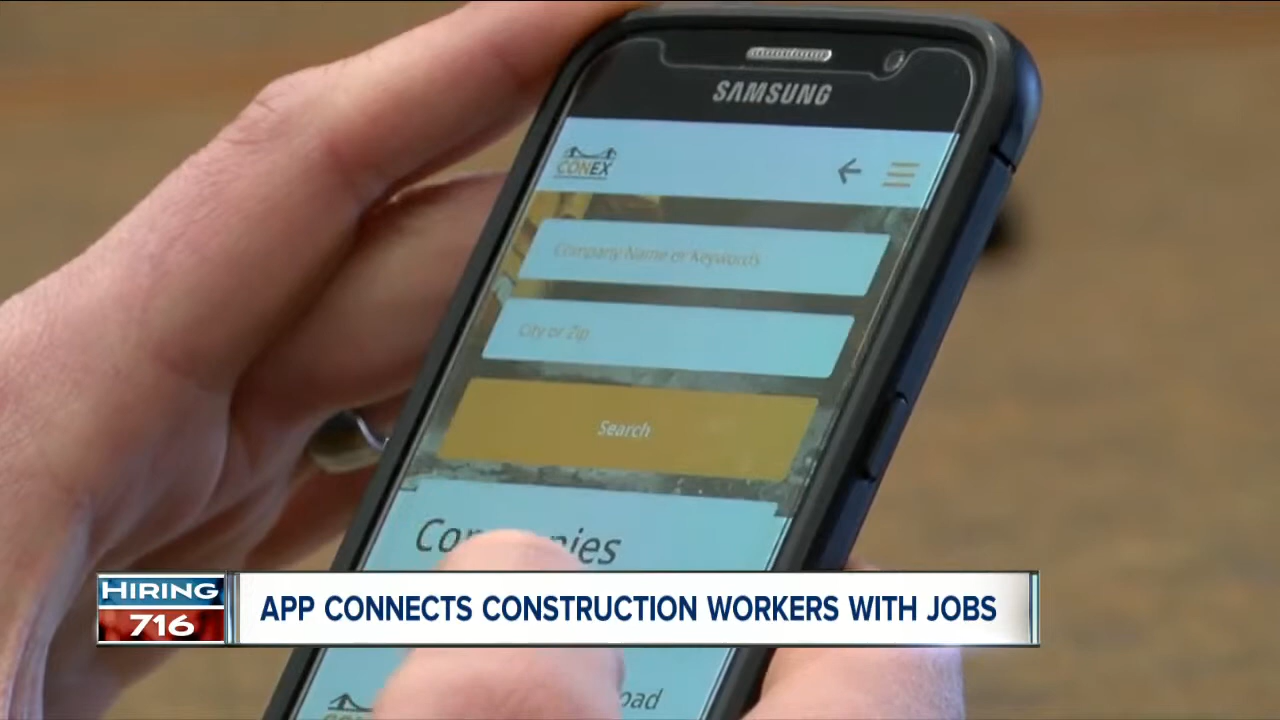 SAMSUNG
CONEX
Company Name or Keywords
City or Zip
Search
HIRING
716
APP CONNECTS CONSTRUCTION WORKERS WITH JOBS